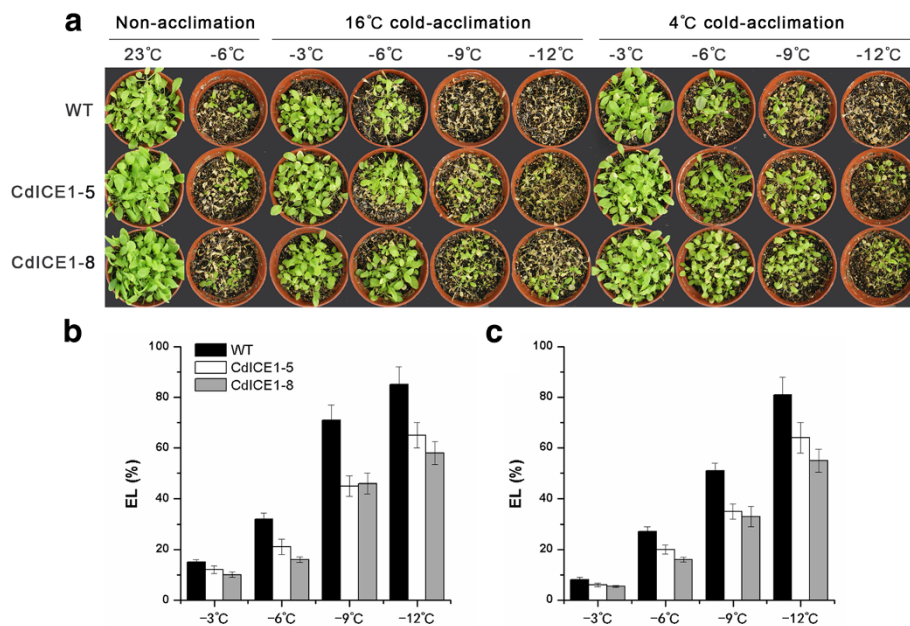 a
Non-acclimation 16℃ cold-acclimation 4℃ cold-acclimation
23℃ -6℃ -3℃ -6℃ -9℃ -12℃ -3℃ -6℃ -9℃ -12℃
WT
CdICE1-5
CdICE1-8
b
100
80
60
40
20
0
EL (%)
WT
CdICE1-5
CdICE1-8
-3℃ -6℃ -9℃ -12℃
c
100
80
60
40
20
0
EL (%)
-3℃ -6℃ -9℃ -12℃